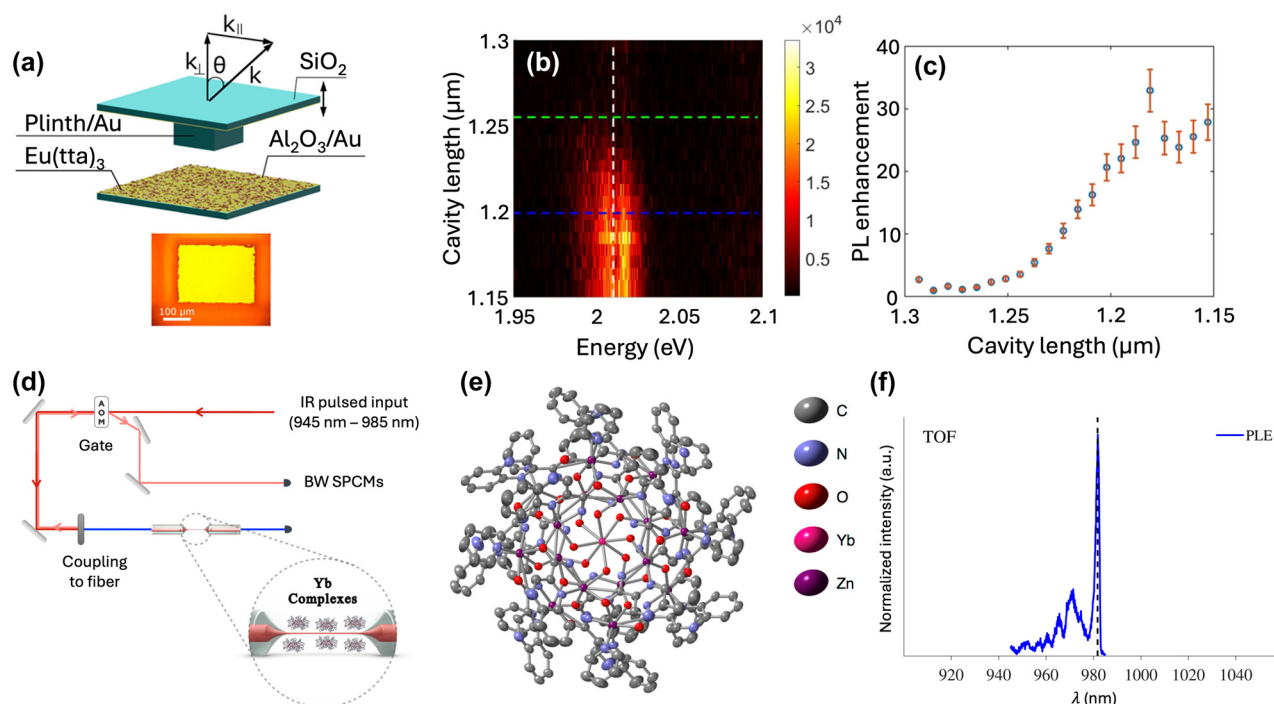 (a)
k∥
k⊥
θ
k
SiO₂
Plinth/Au
Al₂O₃/Au
Eu(tta)₃
100 µm
(b)
Cavity length (µm)
1.3
1.25
1.2
1.15
1.95
2
2.05
2.1
Energy (eV)
×10⁴
3.5
3
2.5
2
1.5
1
0.5
(c)
PL enhancement
40
30
20
10
0
1.3
1.25
1.2
1.15
Cavity length (µm)
(d)
AOM
Gate
IR pulsed input
(945 nm – 985 nm)
BW SPCMs
Coupling
to fiber
Yb
Complexes
(e)
C
N
O
Yb
Zn
(f)
TOF
PLE
Normalized intensity (a.u.)
920
940
960
980
1000
1020
1040
λ (nm)